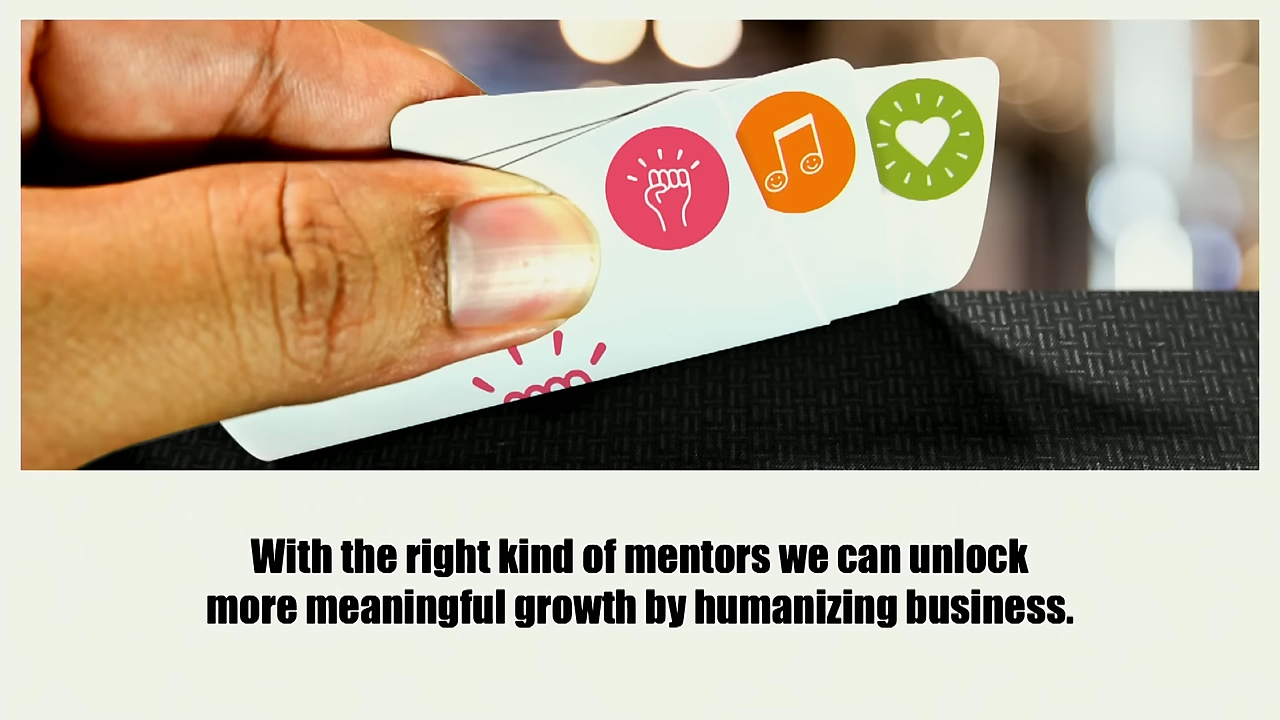 With the right kind of mentors we can unlock
more meaningful growth by humanizing business.